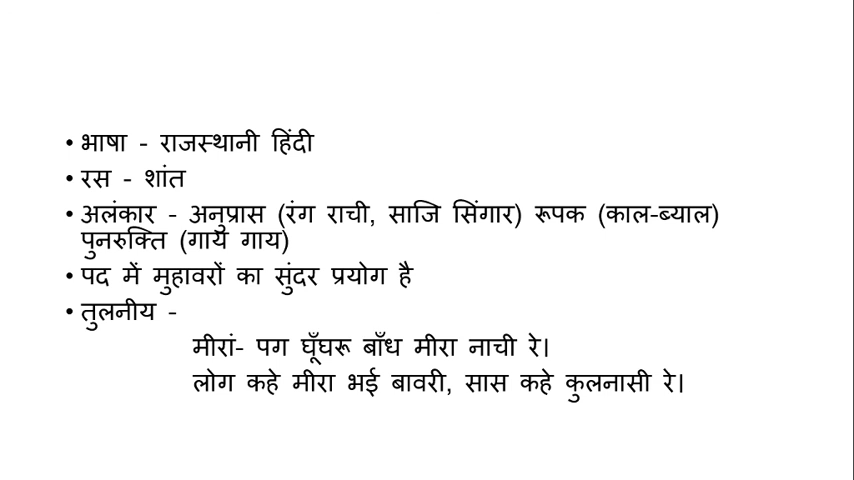 • भाषा - राजस्थानी हिंदी
• रस - शांत
• अलंकार - अनुप्रास (रंग राची, साजि सिंगार) रूपक (काल-ब्याल)
पुनरुक्ति (गाय गाय)
• पद में मुहावरों का सुंदर प्रयोग है
• तुलनीय -
मीरां- पग घूँघरू बाँध मीरा नाची रे।
लोग कहे मीरा भई बावरी, सास कहे कुलनासी रे।